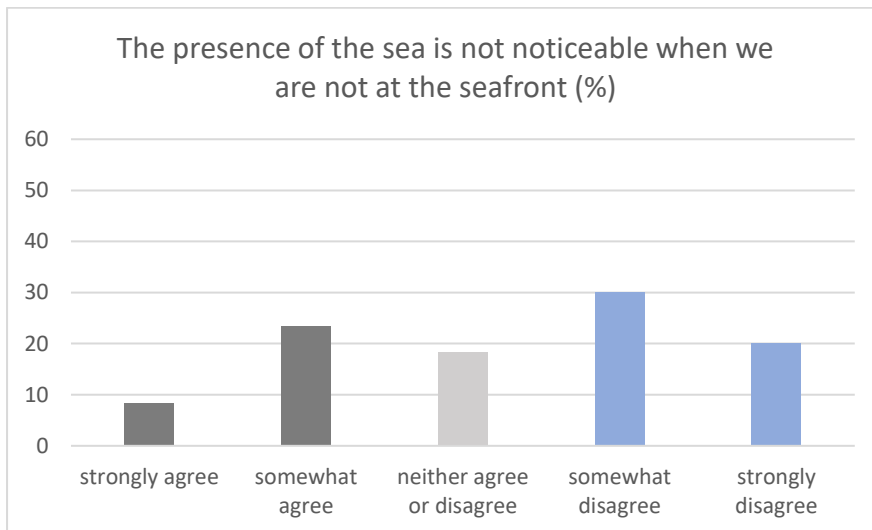 The presence of the sea is not noticeable when we
are not at the seafront (%)
60
50
40
30
20
10
0
strongly agree
somewhat
agree
neither agree
or disagree
somewhat
disagree
strongly
disagree